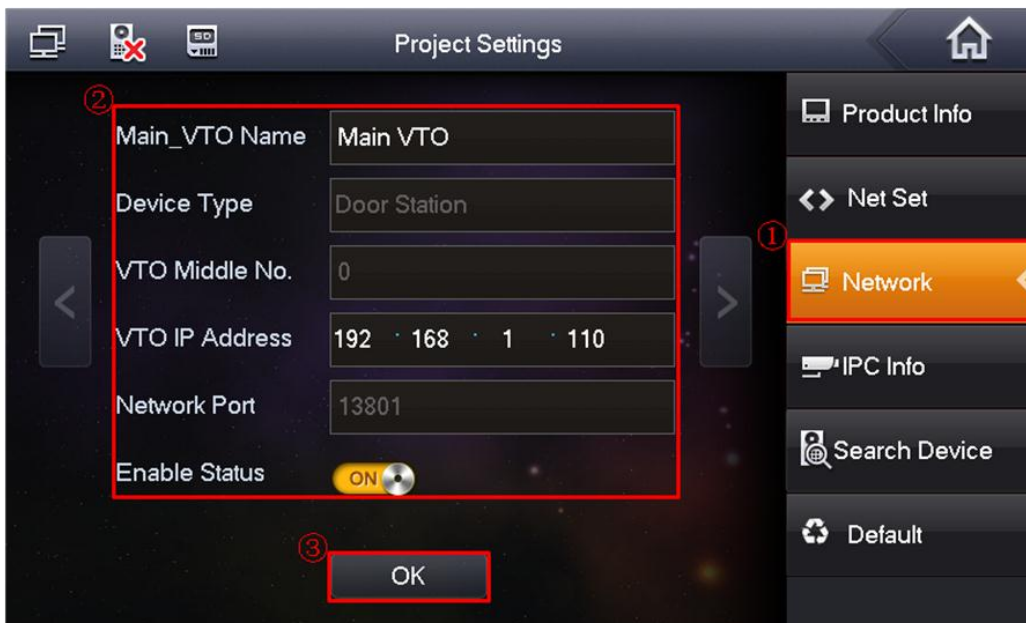 SD
Project Settings
②
Main_VTO Name Main VTO
Device Type Door Station
VTO Middle No. 0
VTO IP Address 192 · 168 · 1 · 110
Network Port 13801
Enable Status ON
③
OK
Product Info
Net Set
①
Network
IPC Info
Search Device
Default